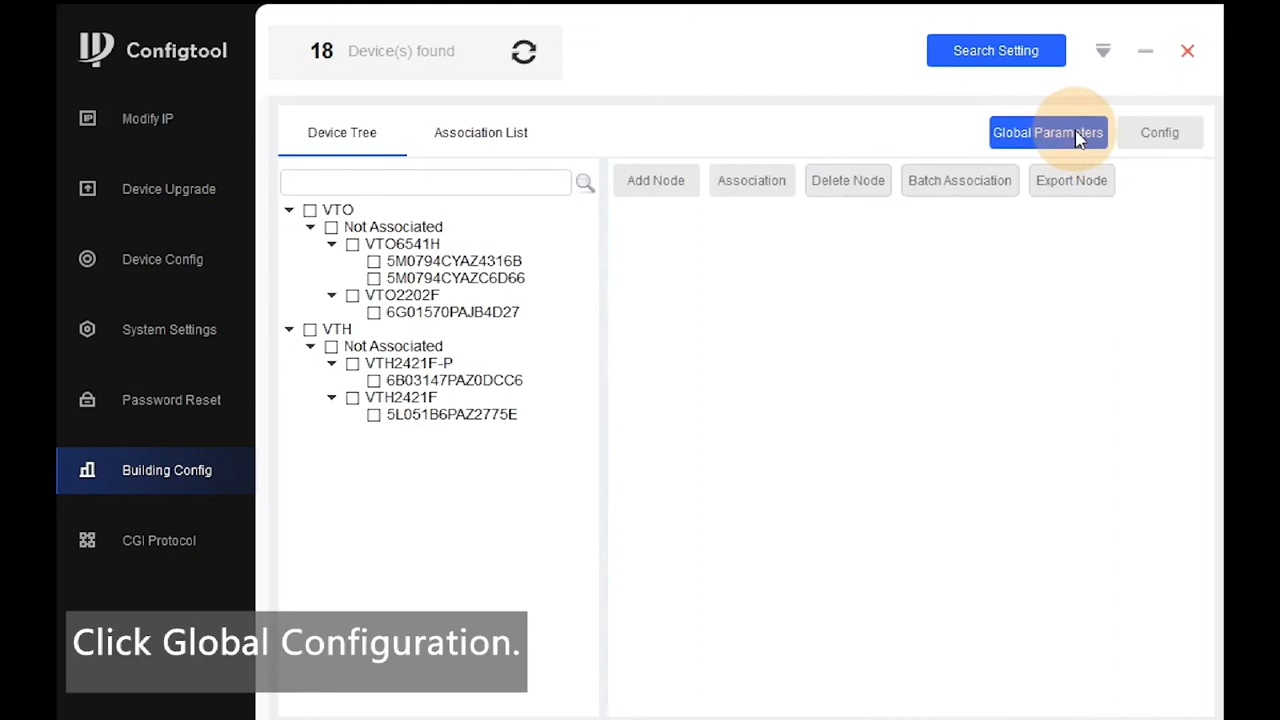 Configtool
18 Device(s) found
Search Setting
Modify IP
Device Upgrade
Device Config
System Settings
Password Reset
Building Config
CGI Protocol
Device Tree
Association List
Global Parameters
Config
Add Node
Association
Delete Node
Batch Association
Export Node
VTO
Not Associated
VTO6541H
5M0794CYAZ4316B
5M0794CYAZC6D66
VTO2202F
6G01570PAJB4D27
VTH
Not Associated
VTH2421F-P
6B03147PAZ0DCC6
VTH2421F
5L051B6PAZ2775E
Click Global Configuration.